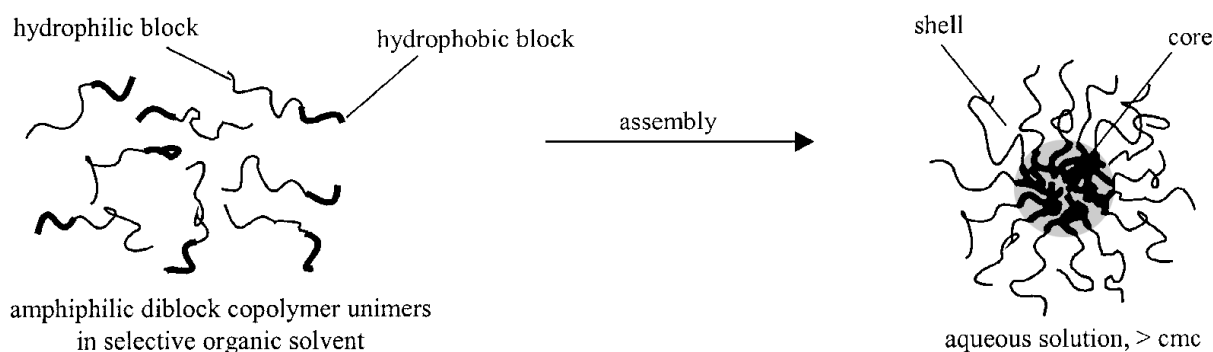 hydrophilic block
hydrophobic block
shell
core
assembly
amphiphilic diblock copolymer unimers
in selective organic solvent
aqueous solution, > cmc